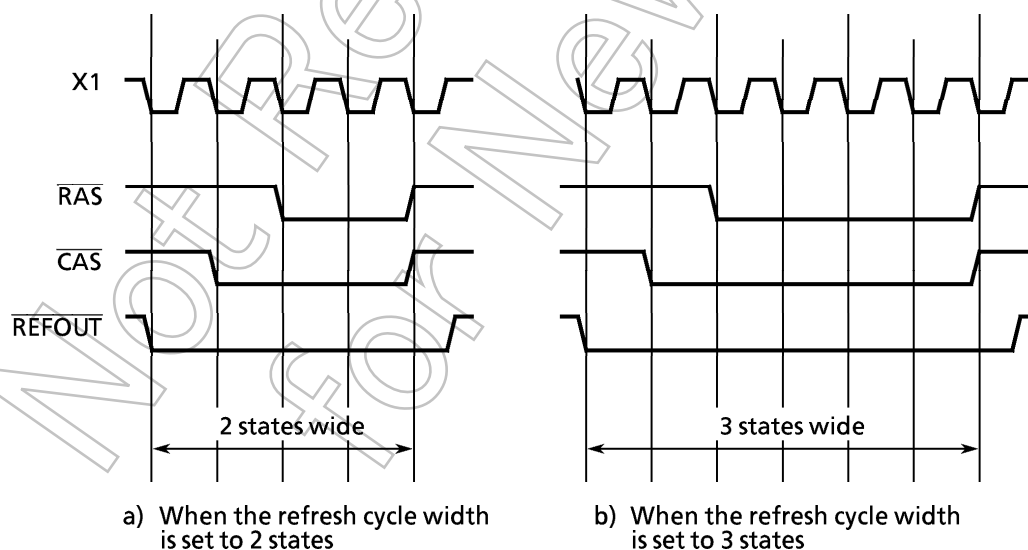 X1
RAS
CAS
REFOUT
2 states wide
3 states wide
a) When the refresh cycle width
is set to 2 states
b) When the refresh cycle width
is set to 3 states
Not Re
for New